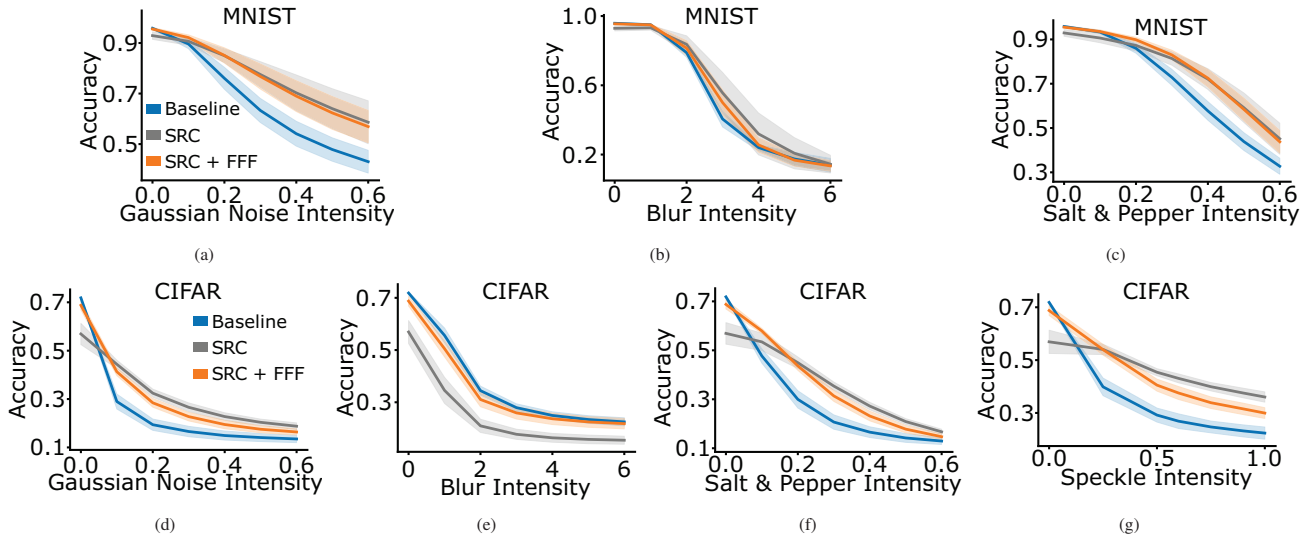 MNIST
Accuracy
0.9
0.7
0.5
Baseline
SRC
SRC + FFF
0.0 0.2 0.4 0.6
Gaussian Noise Intensity
(a)
MNIST
Accuracy
1.0
0.6
0.2
0 2 4 6
Blur Intensity
(b)
MNIST
Accuracy
0.9
0.7
0.5
0.3
0.0 0.2 0.4 0.6
Salt & Pepper Intensity
(c)
CIFAR
Accuracy
0.7
0.5
0.3
0.1
Baseline
SRC
SRC + FFF
0.0 0.2 0.4 0.6
Gaussian Noise Intensity
(d)
CIFAR
Accuracy
0.7
0.5
0.3
0 2 4 6
Blur Intensity
(e)
CIFAR
Accuracy
0.7
0.5
0.3
0.1
0.0 0.2 0.4 0.6
Salt & Pepper Intensity
(f)
CIFAR
Accuracy
0.7
0.5
0.3
0.0 0.5 1.0
Speckle Intensity
(g)